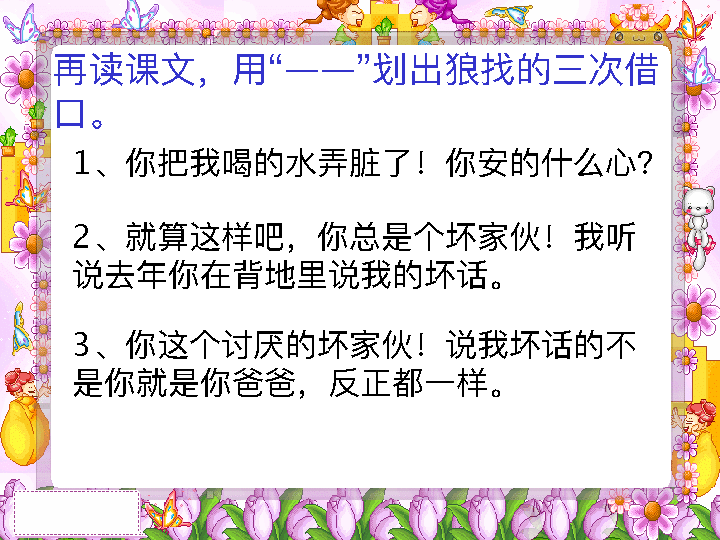 再读课文，用“——”划出狼找的三次借
口。
1、你把我喝的水弄脏了！你安的什么心？
2、就算这样吧，你总是个坏家伙！我听
说去年你在背地里说我的坏话。
3、你这个讨厌的坏家伙！说我坏话的不
是你就是你爸爸，反正都一样。